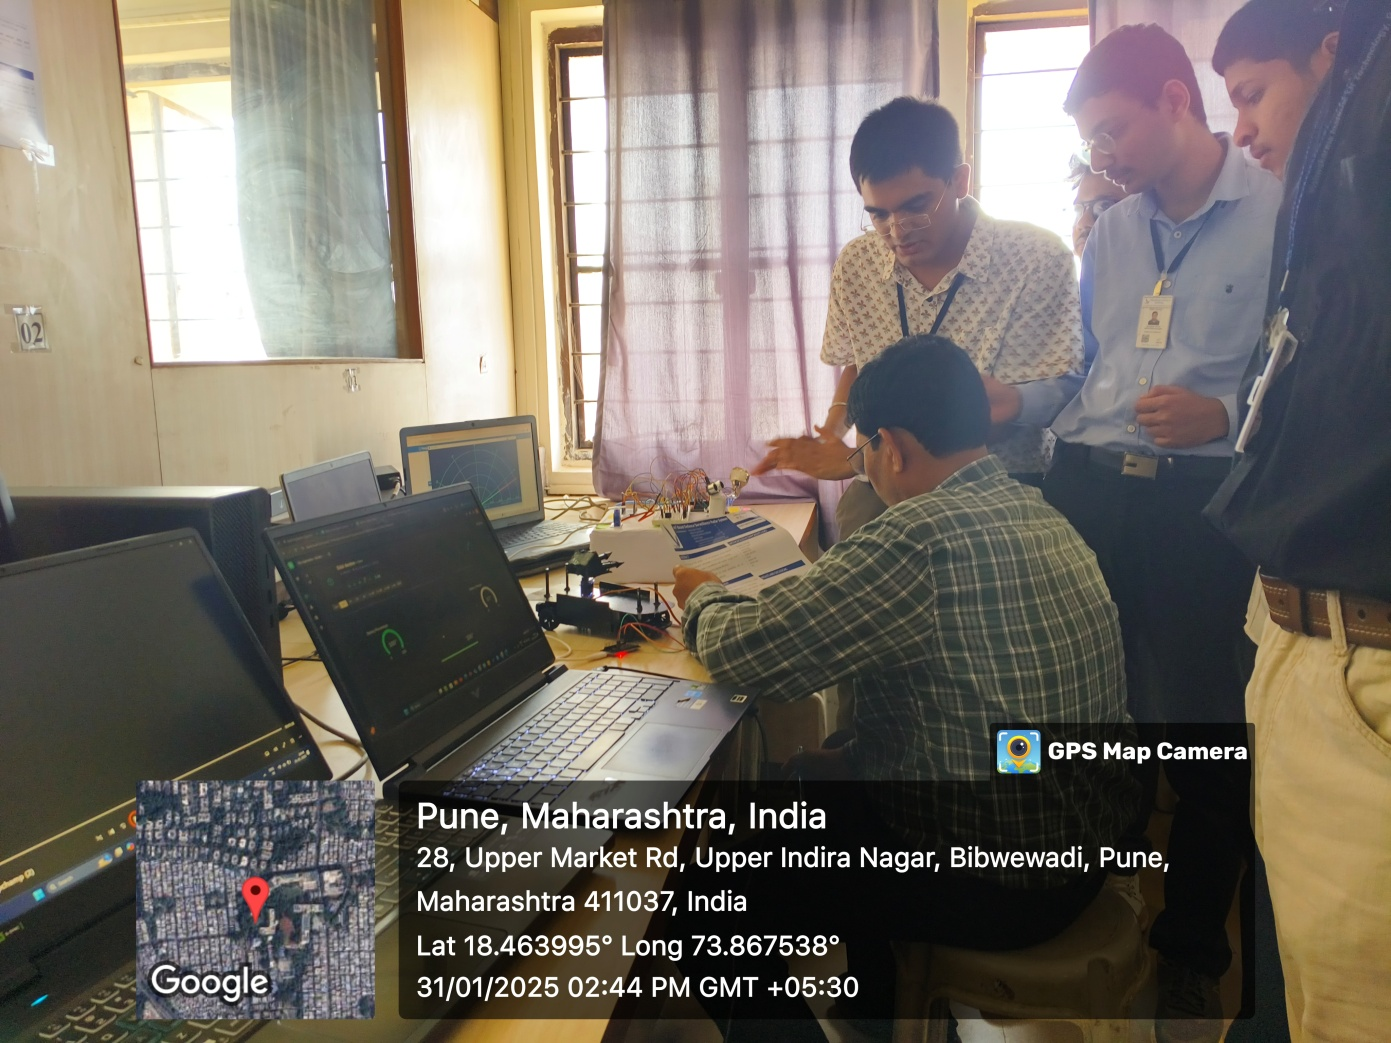 02
GPS Map Camera
Pune, Maharashtra, India
28, Upper Market Rd, Upper Indira Nagar, Bibwewadi, Pune,
Maharashtra 411037, India
Lat 18.463995° Long 73.867538°
31/01/2025 02:44 PM GMT +05:30
Google